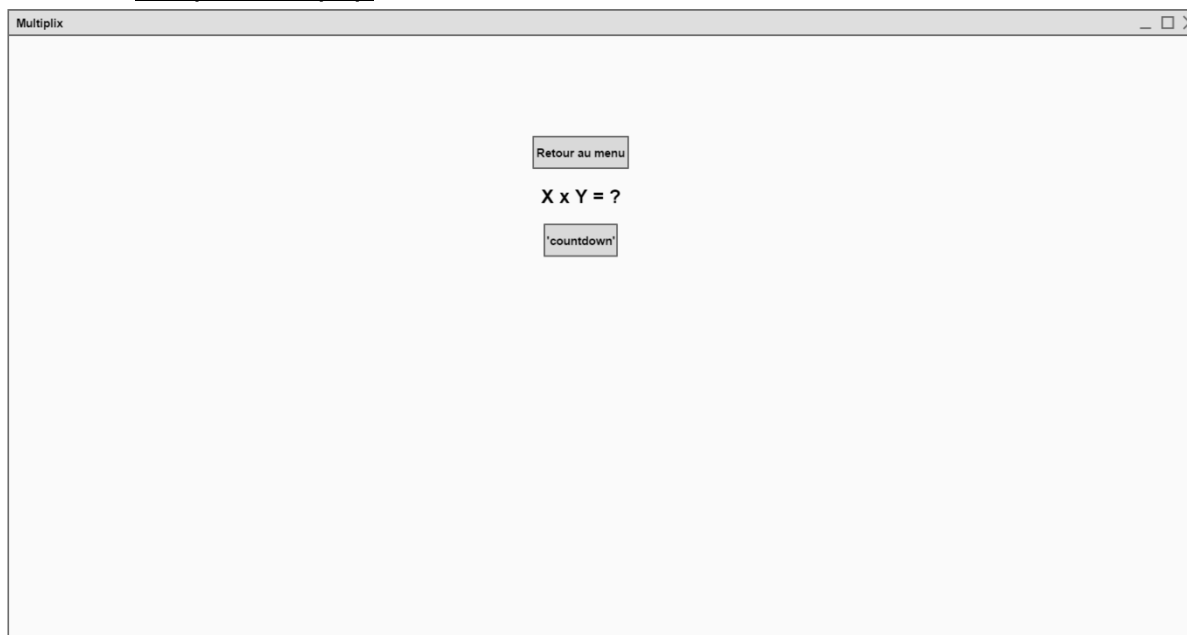 Multiplix
Retour au menu
X x Y = ?
'countdown'